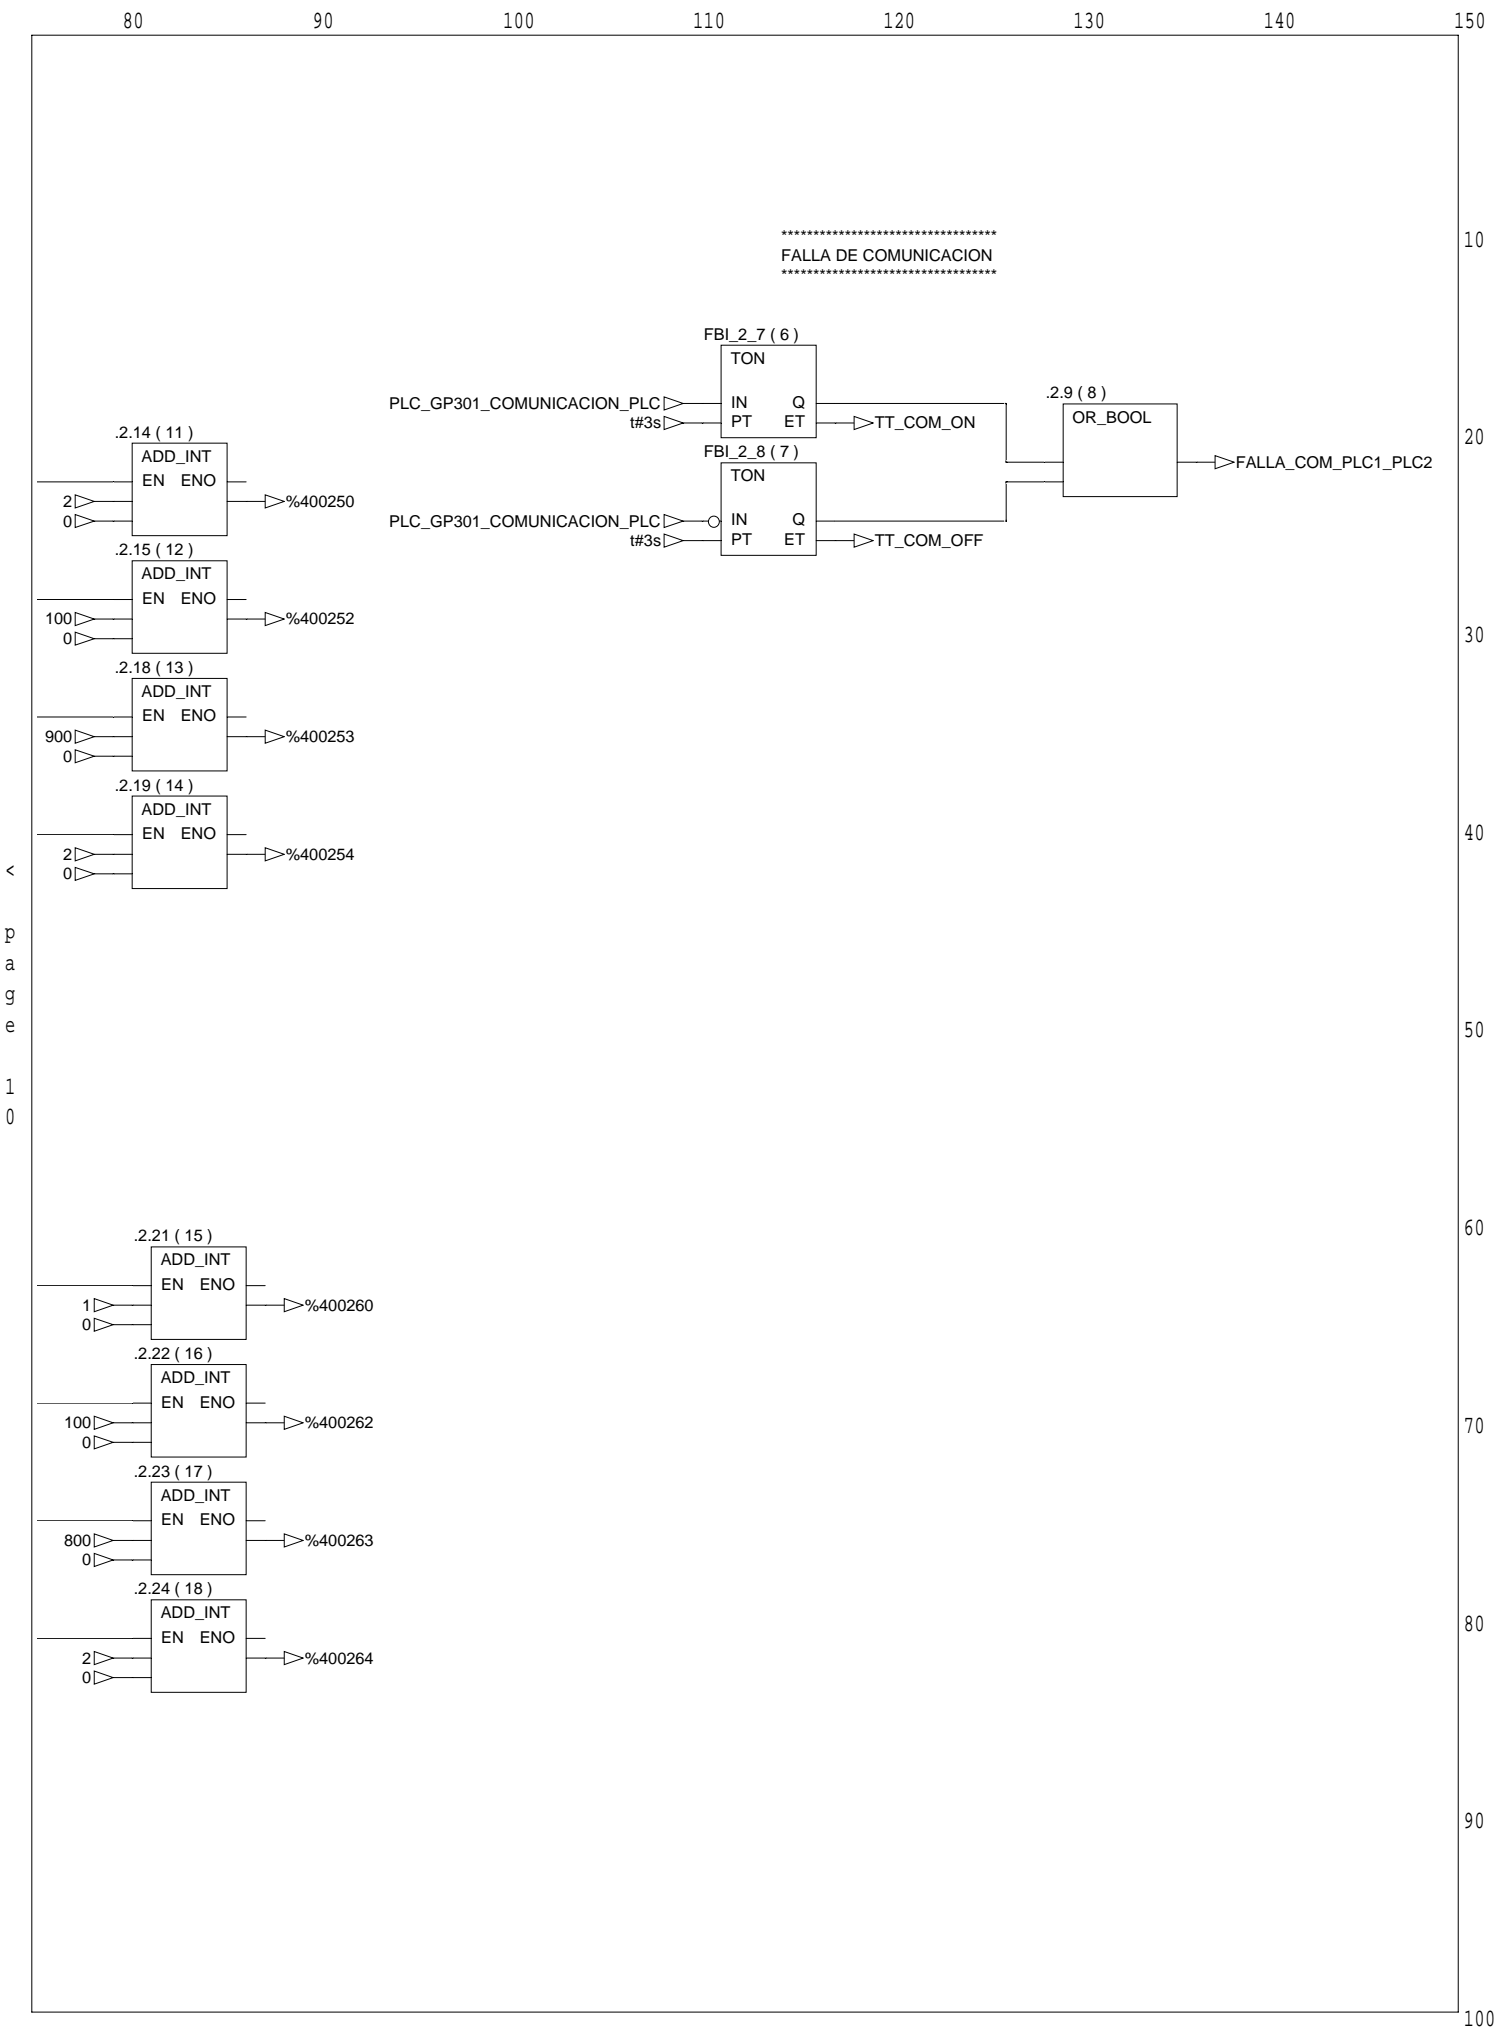 80 90 100 110 120 130 140 150
*********************************
FALLA DE COMUNICACION
*********************************
10
FBI_2_7 ( 6 )
TON
PLC_GP301_COMUNICACION_PLC IN Q
t#3s PT ET TT_COM_ON
.2.9 ( 8 )
OR_BOOL
FALLA_COM_PLC1_PLC2
FBI_2_8 ( 7 )
TON
PLC_GP301_COMUNICACION_PLC IN Q
t#3s PT ET TT_COM_OFF
20
.2.14 ( 11 )
ADD_INT
EN ENO
2 %400250
0
.2.15 ( 12 )
ADD_INT
EN ENO
100 %400252
0
30
.2.18 ( 13 )
ADD_INT
EN ENO
900 %400253
0
.2.19 ( 14 )
ADD_INT
EN ENO
2 %400254
0
40
< page 10
50
60
.2.21 ( 15 )
ADD_INT
EN ENO
1 %400260
0
.2.22 ( 16 )
ADD_INT
EN ENO
100 %400262
0
70
.2.23 ( 17 )
ADD_INT
EN ENO
800 %400263
0
.2.24 ( 18 )
ADD_INT
EN ENO
2 %400264
0
80
90
100